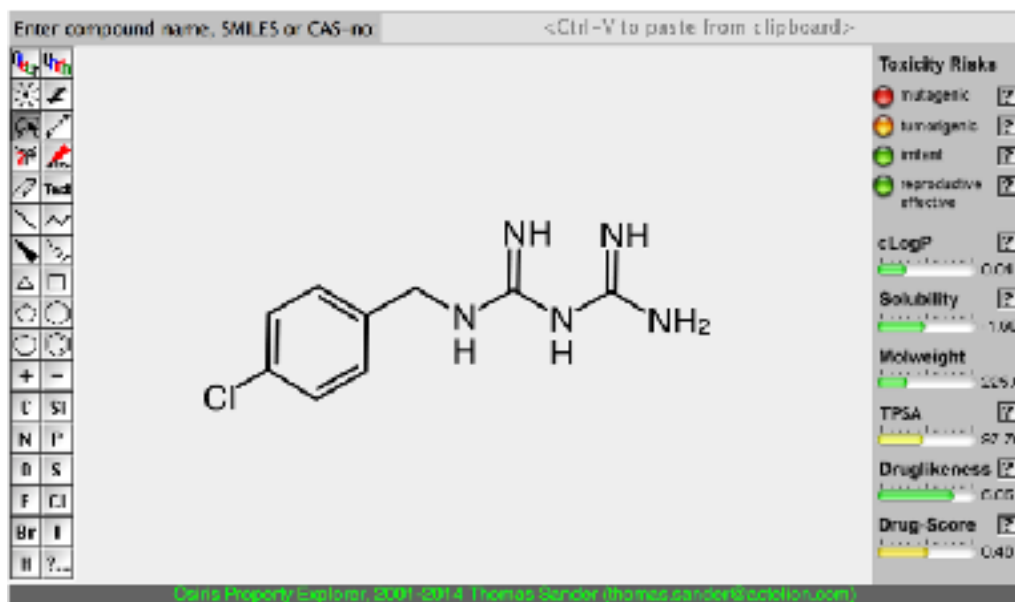 Enter compound name, SMILES or CAS-no
<Ctrl-V to paste from clipboard>
Toxicity Risks
mutagenic ?
tumorigenic ?
irritant ?
reproductive ?
effective
NH NH
N N NH2
H H
Cl
cLogP ?
Solubility ?
Molweight
TPSA ?
Druglikeness ?
Drug-Score ?
Text
+ -
C Si
N P
O S
F Cl
Br I
H ?...
Osiris Property Explorer, 2001-2014 Thomas Sander (thomas.sander@actelion.com)